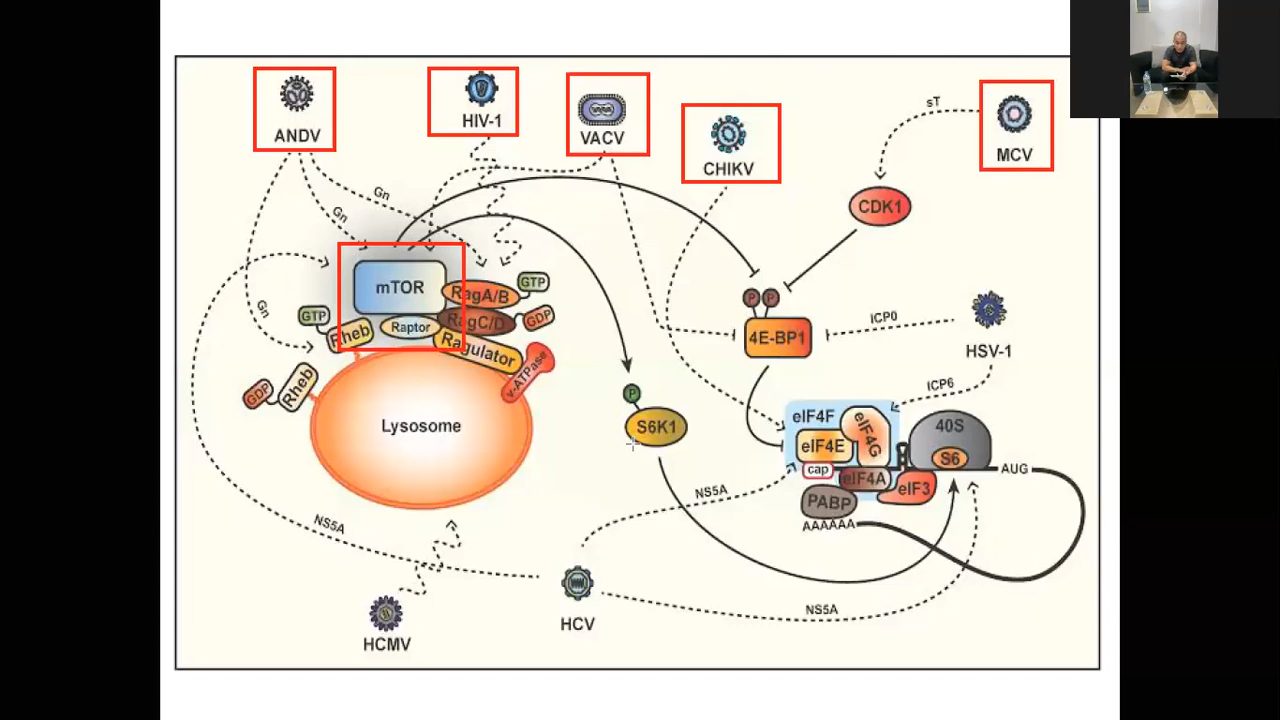 ANDV
HIV-1
VACV
CHIKV
sT
MCV
Gn
Gn
CDK1
Gn
mTOR
RagA/B
GTP
GTP
Rheb
Raptor
RagC/D
GDP
Ragulator
v-ATPase
GDP
Rheb
Lysosome
P
P
4E-BP1
ICP0
HSV-1
ICP6
P
S6K1
eIF4F
eIF4G
eIF4E
cap
eIF4A
40S
S6
AUG
eIF3
PABP
AAAAAA
NS5A
NS5A
NS5A
HCV
HCMV